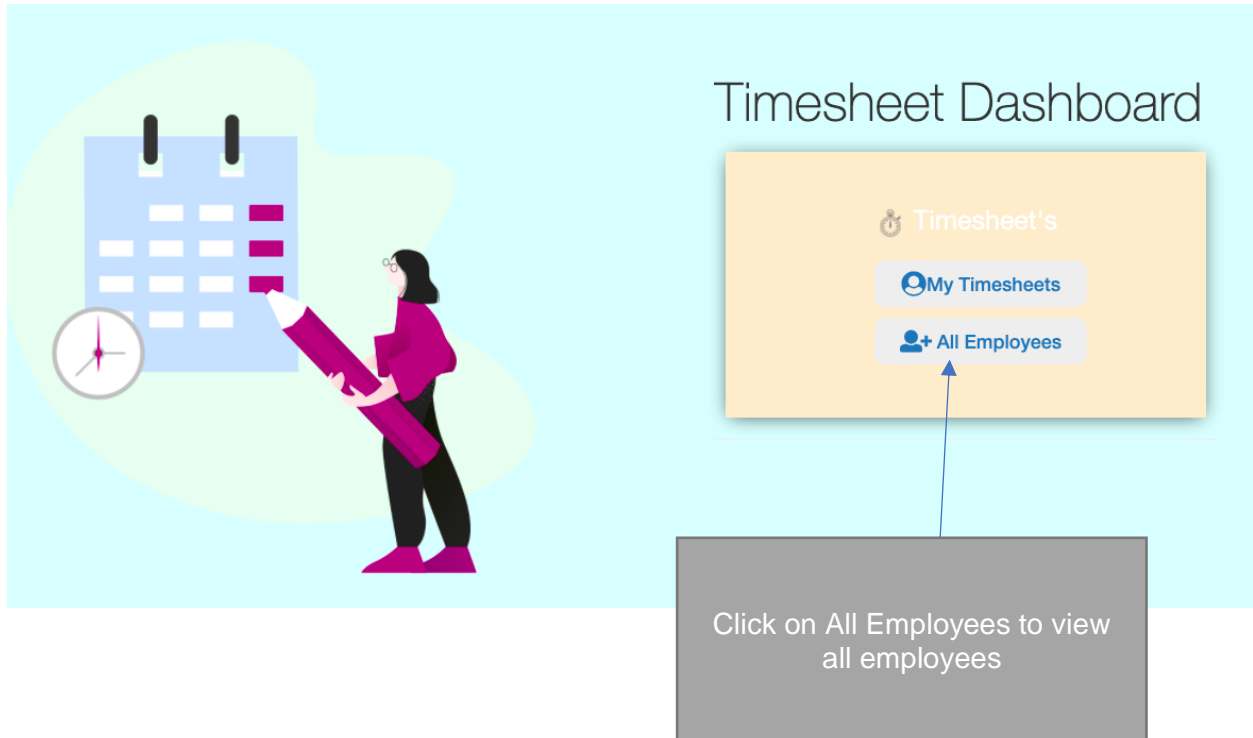 Timesheet Dashboard
Timesheet's
My Timesheets
All Employees
Click on All Employees to view
all employees